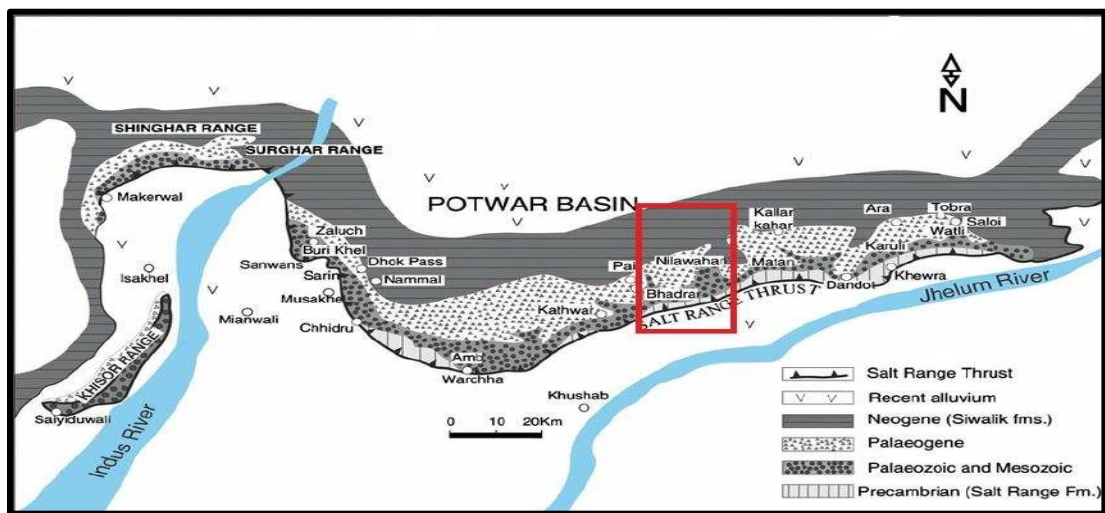 N
SHINGHAR RANGE
SURGHAR RANGE
Makerwal
POTWAR BASIN
Kallar
kahar
Ara
Tobra
Saloi
Watli
Karuli
Zaluch
Buri Khel
Dhok Pass
Sanwans
Sarin
Nammal
Isakhel
Musakhe
Mianwali
Chhidru
Nilawahan
Matan
Bhadrar
Kathwai
Dandot
Khewra
SALT RANGE THRUST
Jhelum River
Amb
Warchha
Khushab
KHISOR RANGE
Saiyiduwali
Indus River
0 10 20Km
Salt Range Thrust
Recent alluvium
Neogene (Siwalik fms.)
Palaeogene
Palaeozoic and Mesozoic
Precambrian (Salt Range Fm.)